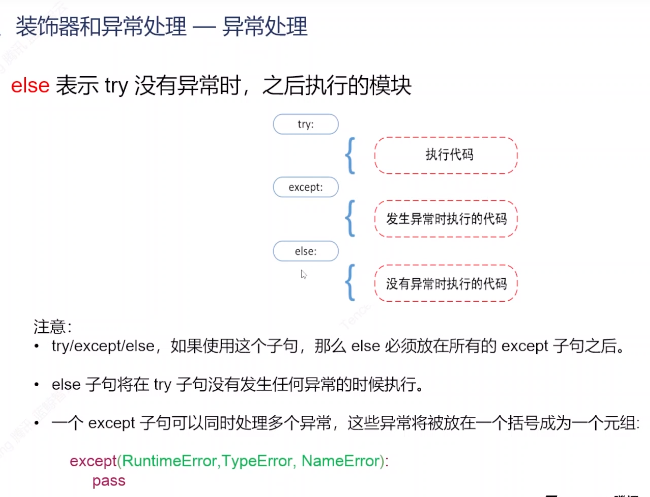 装饰器和异常处理 — 异常处理
else 表示 try 没有异常时，之后执行的模块
try:
执行代码
except:
发生异常时执行的代码
else:
没有异常时执行的代码
注意：
• try/except/else，如果使用这个子句，那么 else 必须放在所有的 except 子句之后。
• else 子句将在 try 子句没有发生任何异常的时候执行。
• 一个 except 子句可以同时处理多个异常，这些异常将被放在一个括号成为一个元组:
except(RuntimeError,TypeError, NameError):
pass